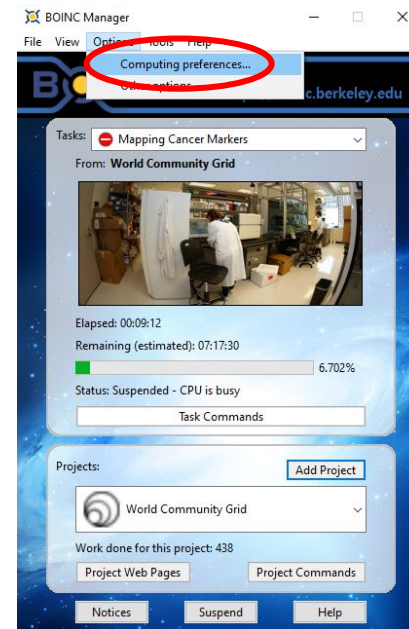 BOINC Manager
File View Options Tools Help
Computing preferences...
Other options...
c.berkeley.edu
Tasks: Mapping Cancer Markers
From: World Community Grid
Elapsed: 00:09:12
Remaining (estimated): 07:17:30
6.702%
Status: Suspended - CPU is busy
Task Commands
Projects:
Add Project
World Community Grid
Work done for this project: 438
Project Web Pages Project Commands
Notices Suspend Help